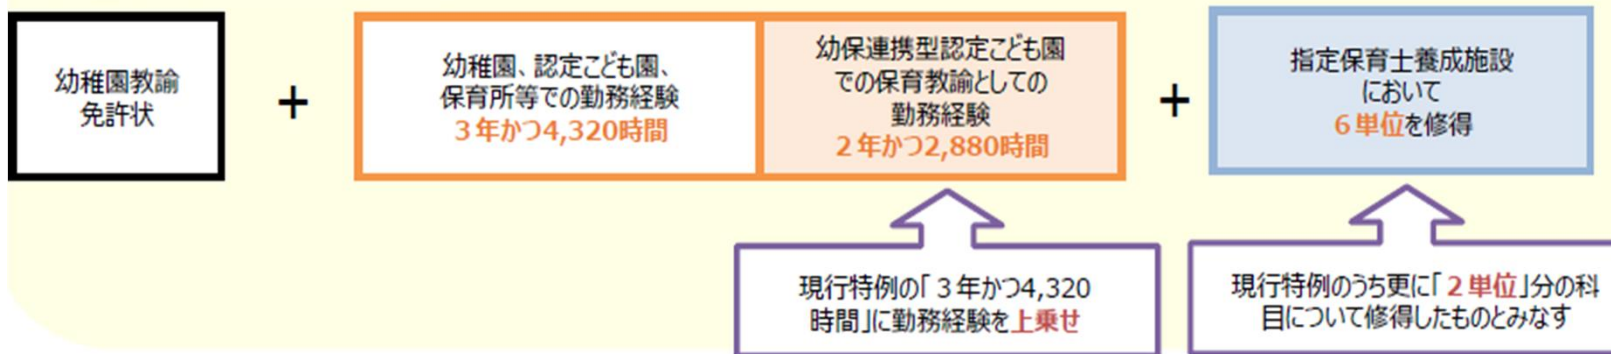 幼稚園教諭
免許状
+
幼稚園、認定こども園、
保育所等での勤務経験
3年かつ4,320時間
幼保連携型認定こども園
での保育教諭としての
勤務経験
2年かつ2,880時間
+
指定保育士養成施設
において
6単位を修得
現行特例の「3年かつ4,320
時間」に勤務経験を上乗せ
現行特例のうち更に「2単位」分の科
目について修得したものとみなす